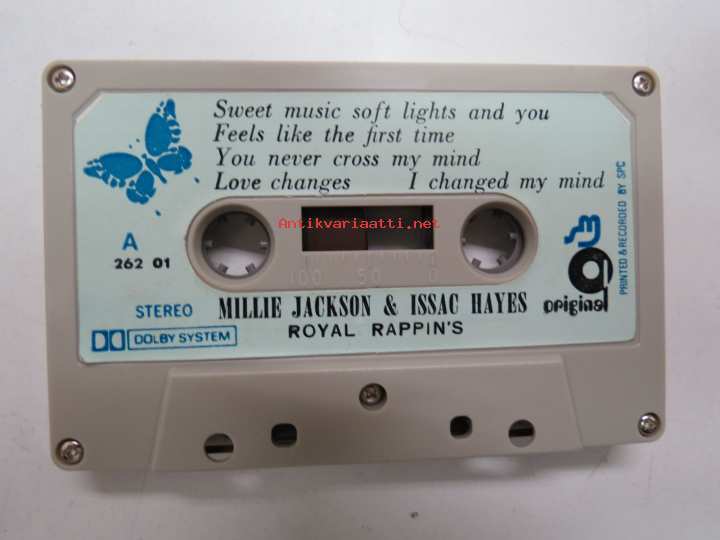 Sweet music soft lights and you
Feels like the first time
You never cross my mind
Love changes I changed my mind
Antikvariaatti.net
A
262 01
100 50 0
STEREO
MILLIE JACKSON & ISSAC HAYES
DOLBY SYSTEM
ROYAL RAPPIN'S
original
PRINTED & RECORDED BY SPC